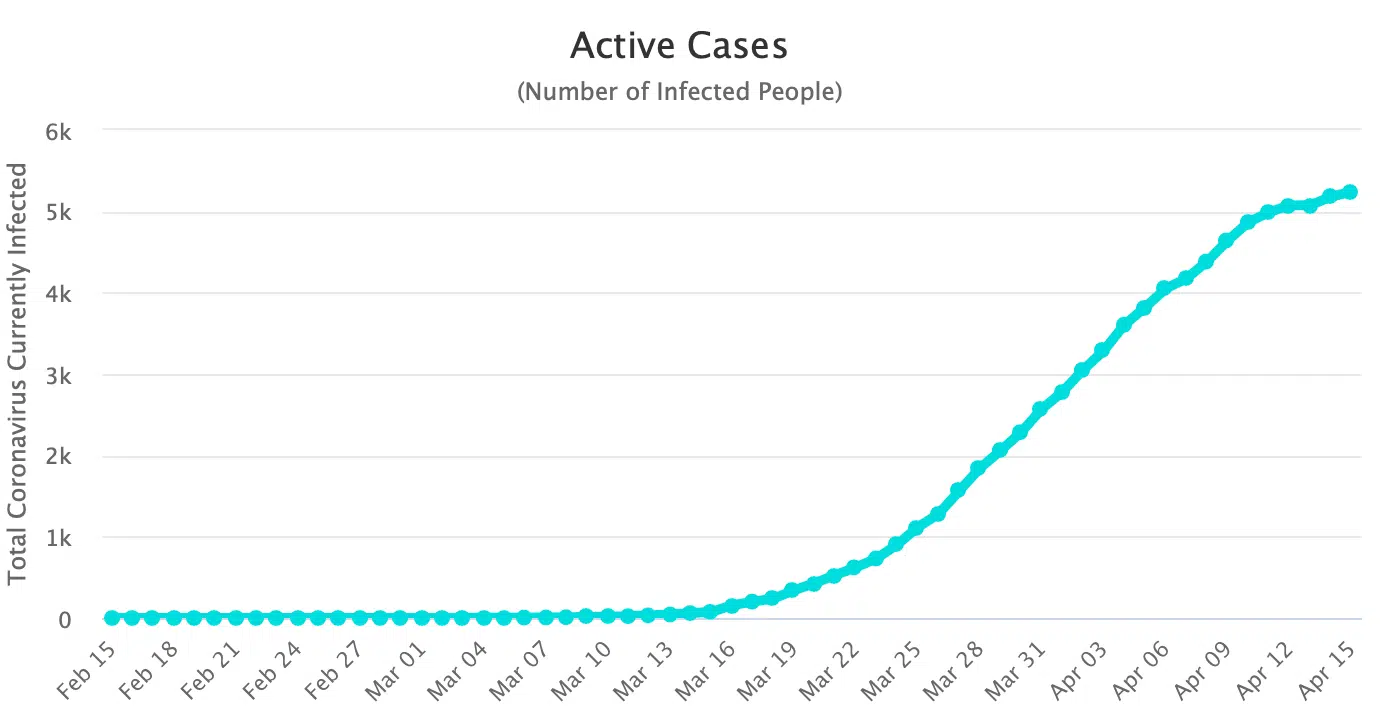 Active Cases
(Number of Infected People)
Total Coronavirus Currently Infected
6k
5k
4k
3k
2k
1k
0
Feb 15
Feb 18
Feb 21
Feb 24
Feb 27
Mar 01
Mar 04
Mar 07
Mar 10
Mar 13
Mar 16
Mar 19
Mar 22
Mar 25
Mar 28
Mar 31
Apr 03
Apr 06
Apr 09
Apr 12
Apr 15